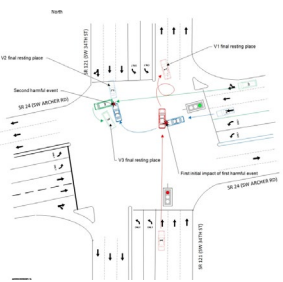 North
V2 final resting place
V1 final resting place
SR 121 (SW 34TH ST)
Second harmful event
SR 24 (SW ARCHER RD)
V3 final resting place
First initial impact of first harmful event
SR 24 (SW ARCHER RD)
SR 121 (SW 34TH ST)